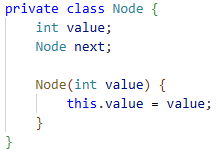 private class Node {
    int value;
    Node next;

    Node(int value) {
        this.value = value;
    }
}